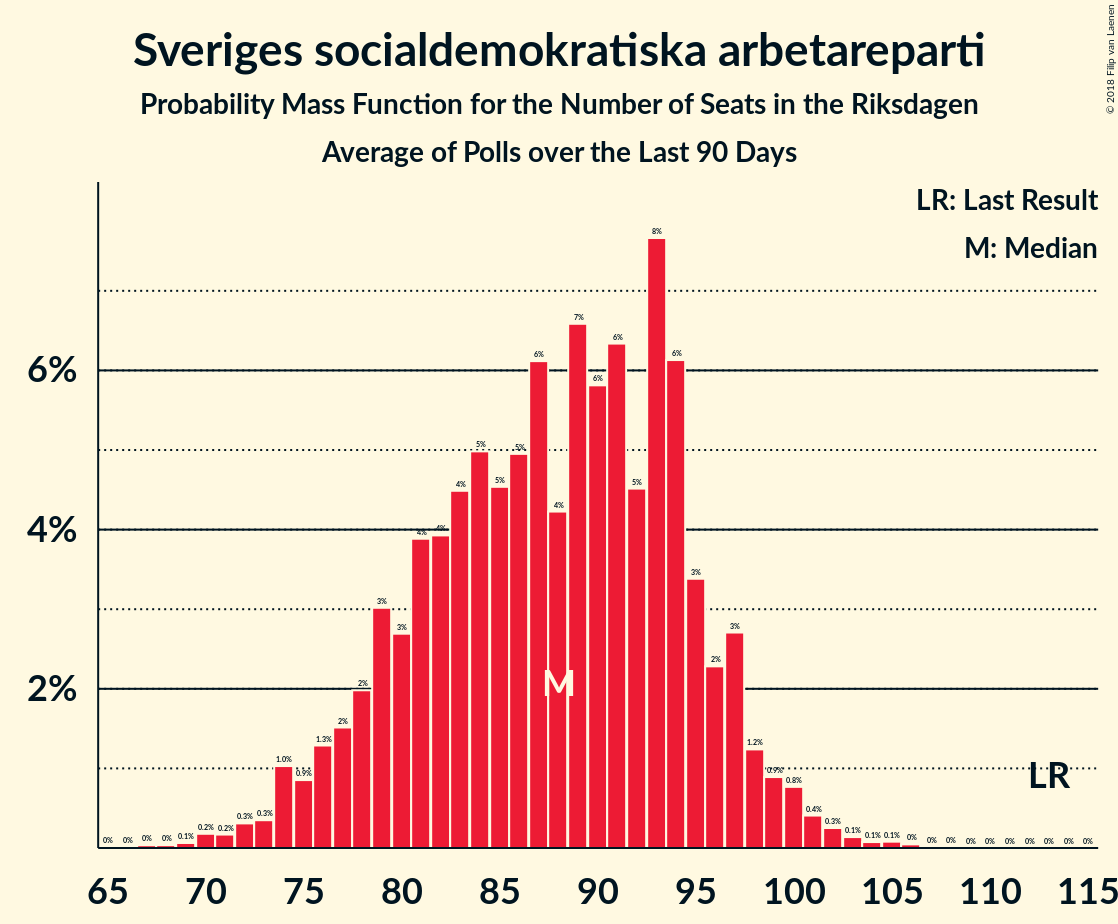 Sveriges socialdemokratiska arbetareparti
Probability Mass Function for the Number of Seats in the Riksdagen
Average of Polls over the Last 90 Days
© 2018 Filip van Laenen
LR: Last Result
M: Median
6%
4%
2%
0% 0% 0% 0% 0.1% 0.2% 0.2% 0.3% 0.3% 1.0% 0.9% 1.3% 2% 2% 3% 3% 4% 4% 4% 5% 5% 5% 6% 4% 7% 6% 6% 5% 8% 6% 3% 2% 3% 1.2% 0.9% 0.8% 0.4% 0.3% 0.1% 0.1% 0.1% 0% 0% 0% 0% 0% 0% 0% 0% 0% 0%
M
LR
65 70 75 80 85 90 95 100 105 110 115